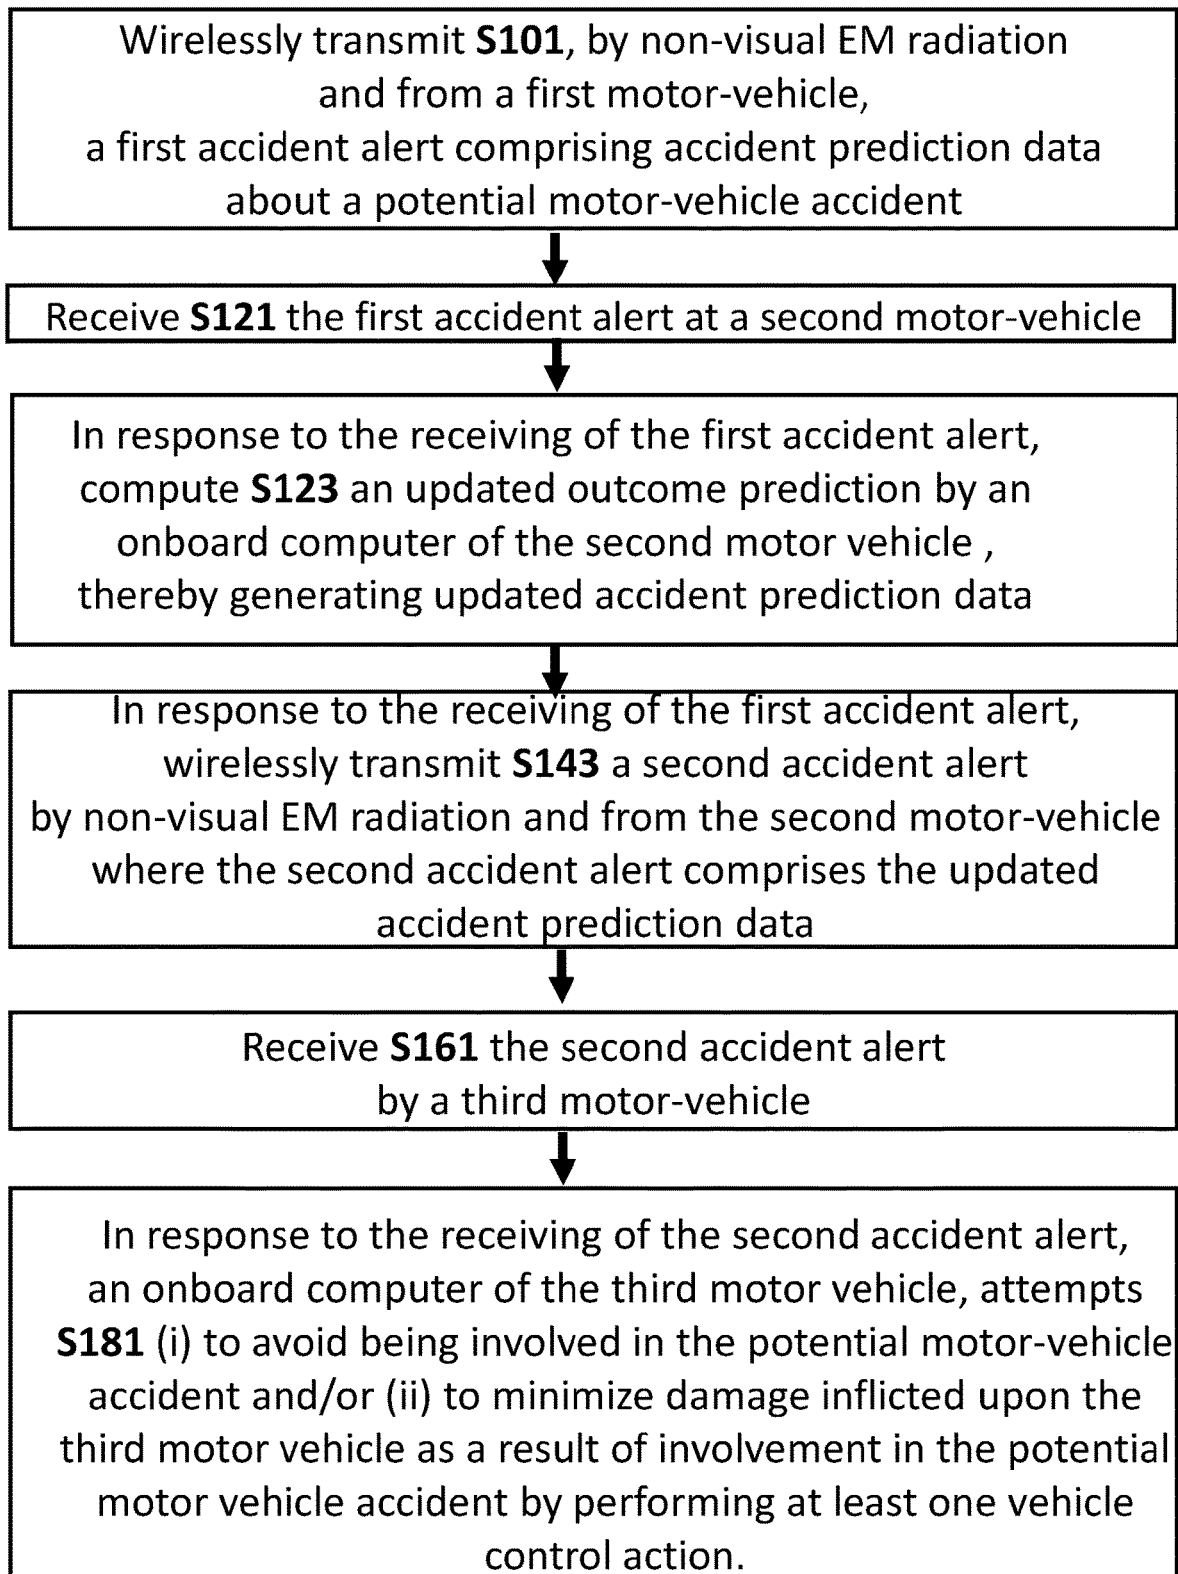 Wirelessly transmit S101, by non-visual EM radiation
and from a first motor-vehicle,
a first accident alert comprising accident prediction data
about a potential motor-vehicle accident
Receive S121 the first accident alert at a second motor-vehicle
In response to the receiving of the first accident alert,
compute S123 an updated outcome prediction by an
onboard computer of the second motor vehicle ,
thereby generating updated accident prediction data
In response to the receiving of the first accident alert,
wirelessly transmit S143 a second accident alert
by non-visual EM radiation and from the second motor-vehicle
where the second accident alert comprises the updated
accident prediction data
Receive S161 the second accident alert
by a third motor-vehicle
In response to the receiving of the second accident alert,
an onboard computer of the third motor vehicle, attempts
S181 (i) to avoid being involved in the potential motor-vehicle
accident and/or (ii) to minimize damage inflicted upon the
third motor vehicle as a result of involvement in the potential
motor vehicle accident by performing at least one vehicle
control action.